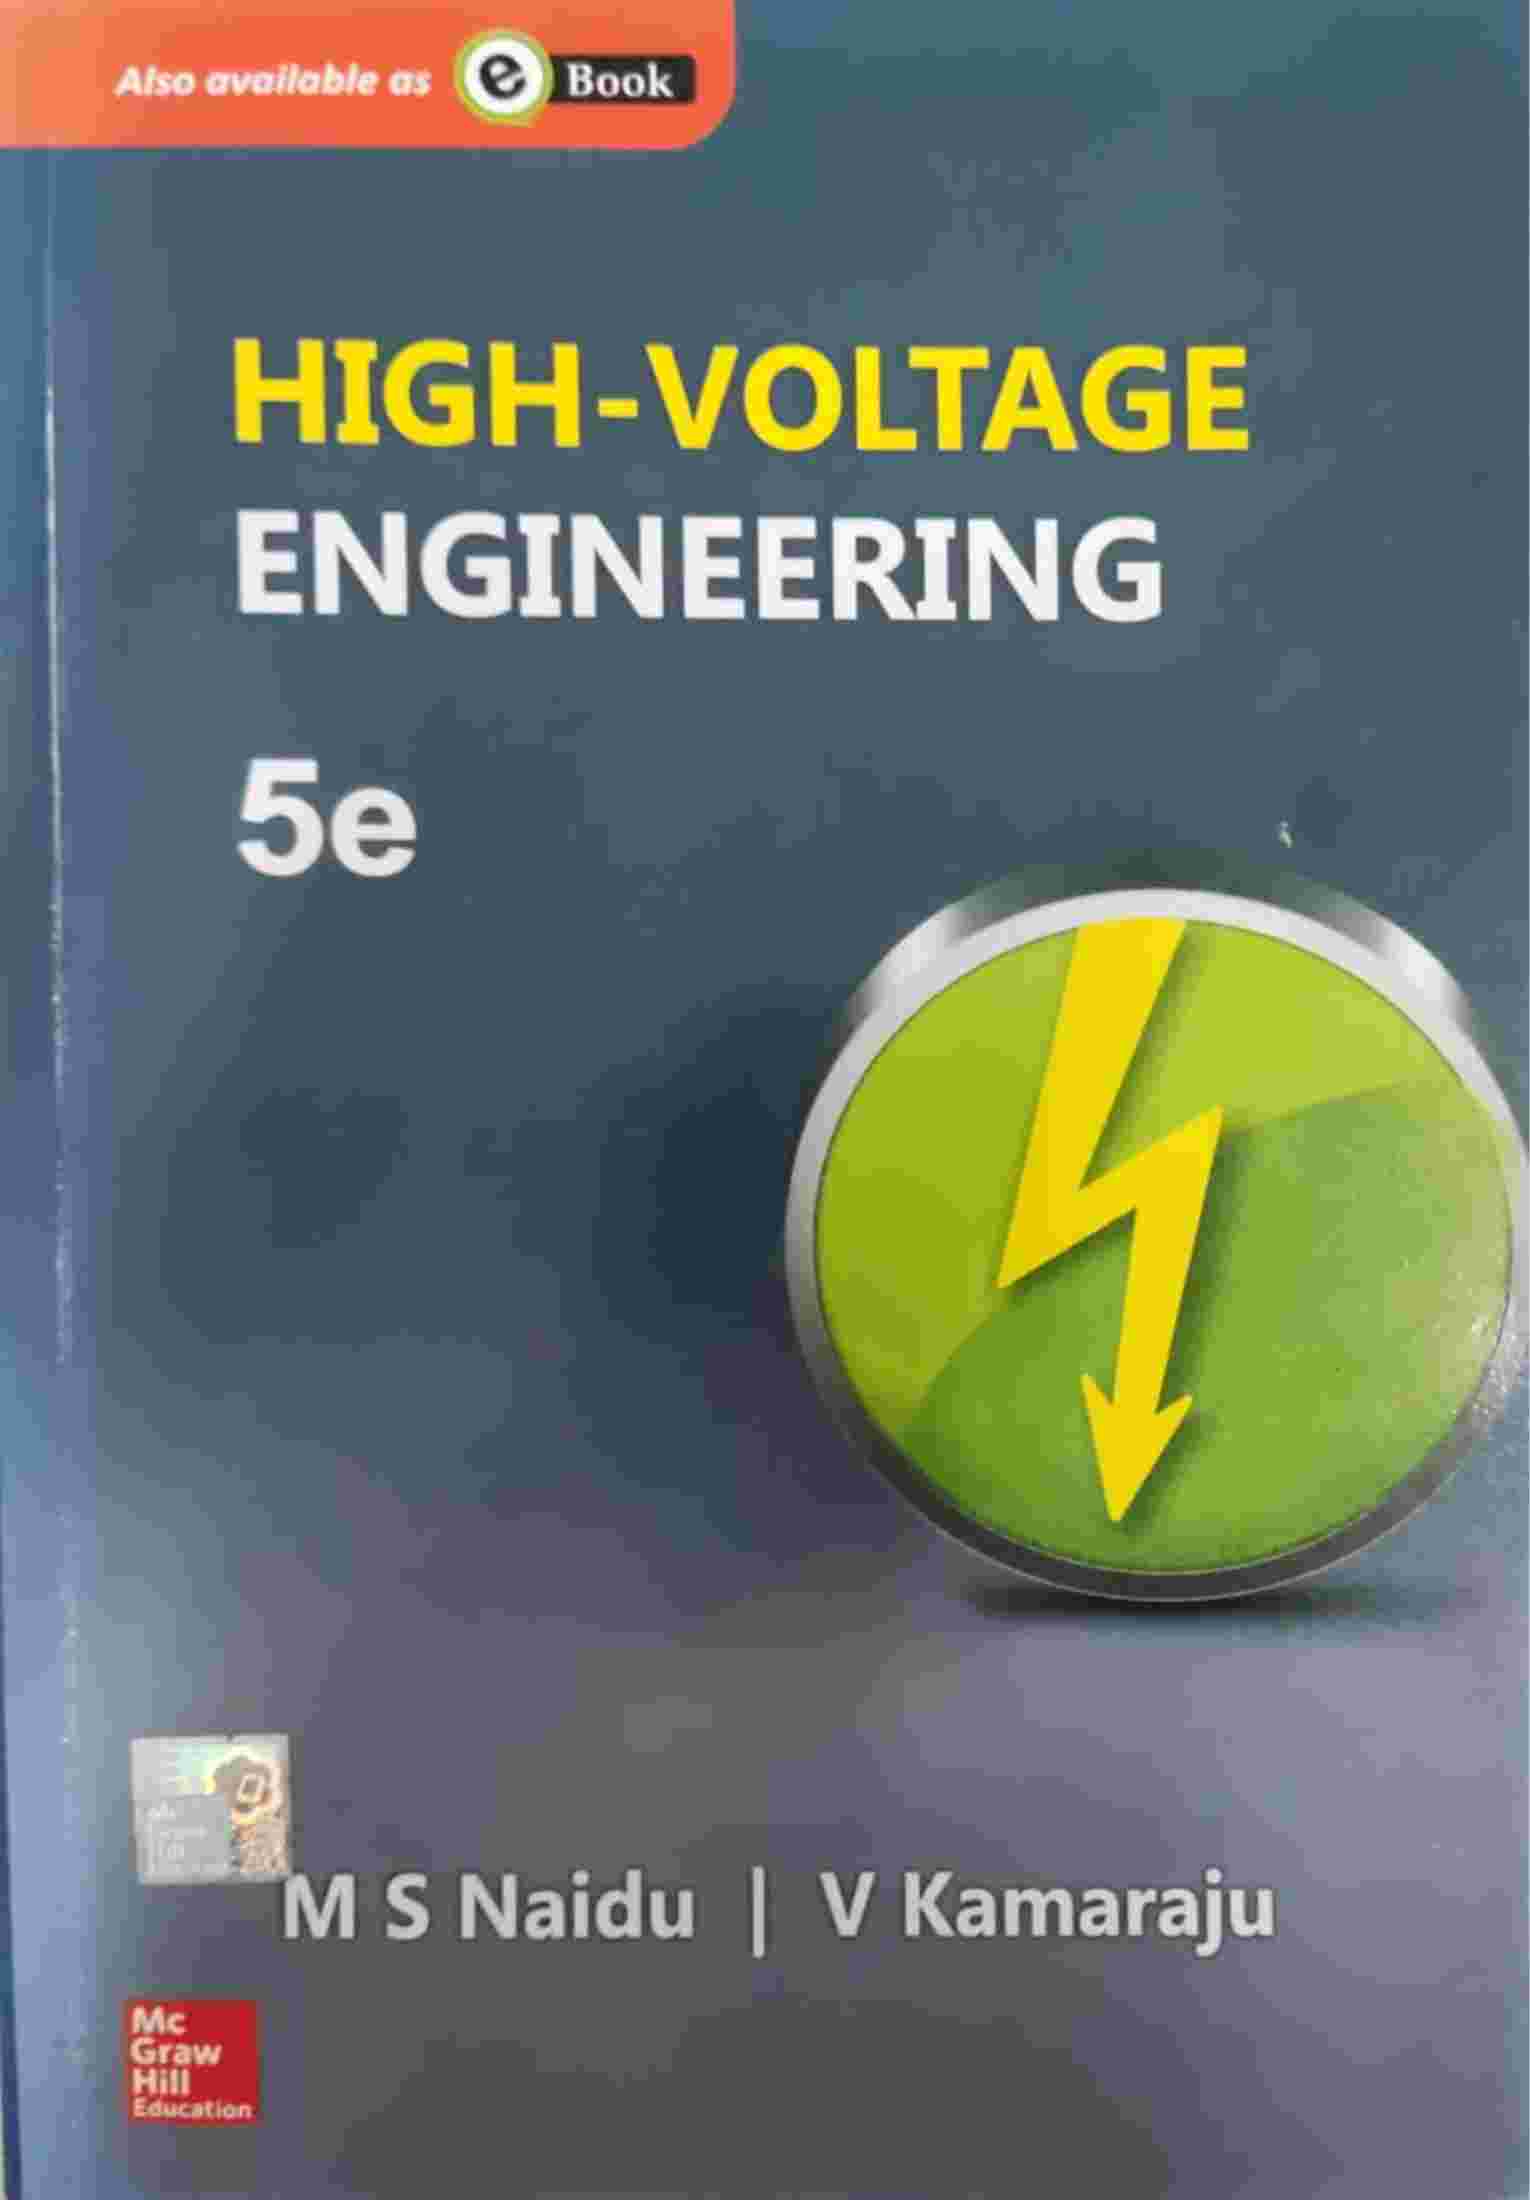 Also available as e Book
HIGH-VOLTAGE
ENGINEERING
5e
M S Naidu | V Kamaraju
Mc
Graw
Hill
Education